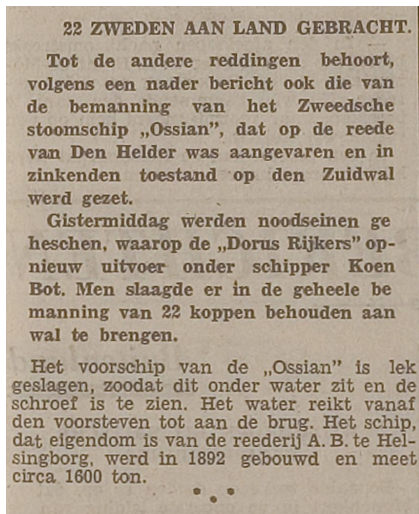 22 ZWEDEN AAN LAND GEBRACHT.
Tot de andere reddingen behoort,
volgens een nader bericht ook die van
de bemanning van het Zweedsche
stoomschip „Ossian”, dat op de reede
van Den Helder was aangevaren en in
zinkenden toestand op den Zuidwal
werd gezet.
Gistermiddag werden noodseinen ge
heschen, waarop de „Dorus Rijkers” op-
nieuw uitvoer onder schipper Koen
Bot. Men slaagde er in de geheele be
manning van 22 koppen behouden aan
wal te brengen.
Het voorschip van de „Ossian” is lek
geslagen, zoodat dit onder water zit en de
schroef is te zien. Het water reikt vanaf
den voorsteven tot aan de brug. Het schip,
dat eigendom is van de reederij A. B. te Hel-
singborg, werd in 1892 gebouwd en meet
circa 1600 ton.
* * *